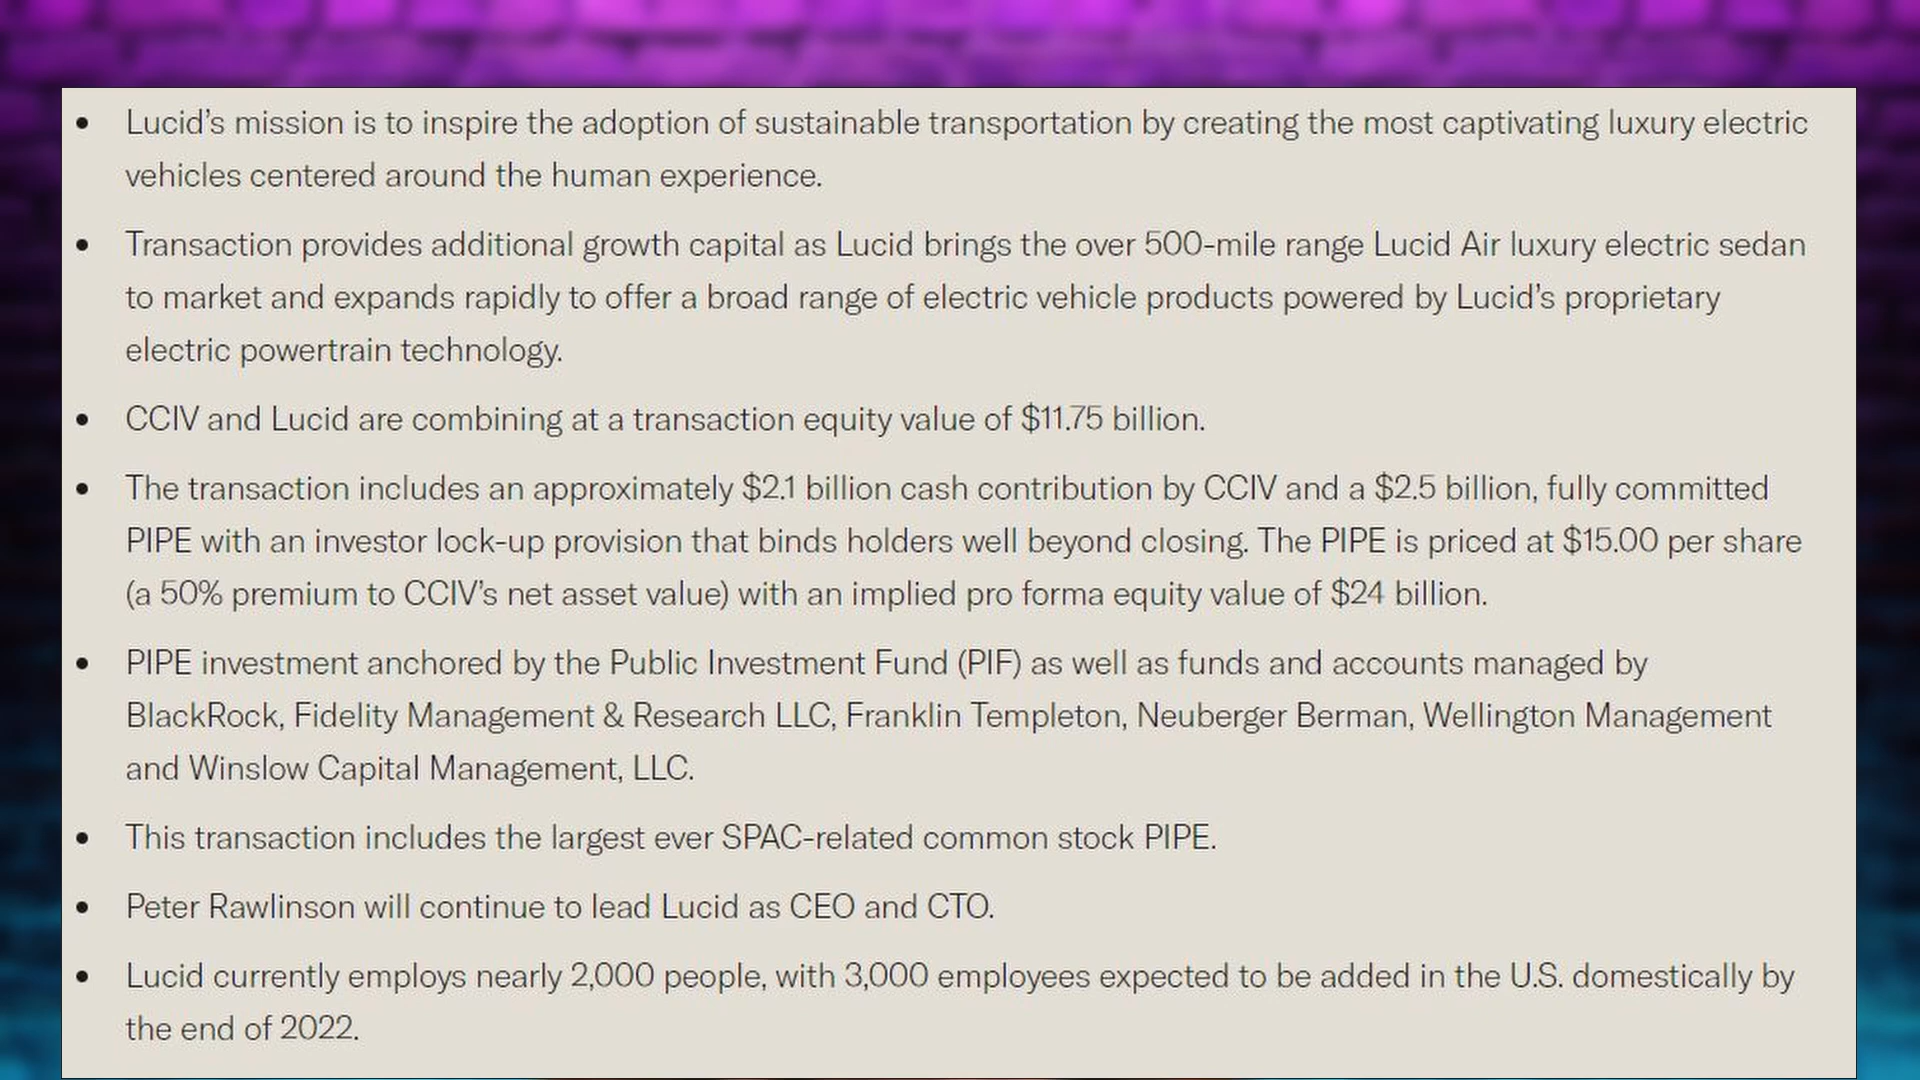 • Lucid’s mission is to inspire the adoption of sustainable transportation by creating the most captivating luxury electric
vehicles centered around the human experience.
• Transaction provides additional growth capital as Lucid brings the over 500-mile range Lucid Air luxury electric sedan
to market and expands rapidly to offer a broad range of electric vehicle products powered by Lucid’s proprietary
electric powertrain technology.
• CCIV and Lucid are combining at a transaction equity value of $11.75 billion.
• The transaction includes an approximately $2.1 billion cash contribution by CCIV and a $2.5 billion, fully committed
PIPE with an investor lock-up provision that binds holders well beyond closing. The PIPE is priced at $15.00 per share
(a 50% premium to CCIV’s net asset value) with an implied pro forma equity value of $24 billion.
• PIPE investment anchored by the Public Investment Fund (PIF) as well as funds and accounts managed by
BlackRock, Fidelity Management & Research LLC, Franklin Templeton, Neuberger Berman, Wellington Management
and Winslow Capital Management, LLC.
• This transaction includes the largest ever SPAC-related common stock PIPE.
• Peter Rawlinson will continue to lead Lucid as CEO and CTO.
• Lucid currently employs nearly 2,000 people, with 3,000 employees expected to be added in the U.S. domestically by
the end of 2022.